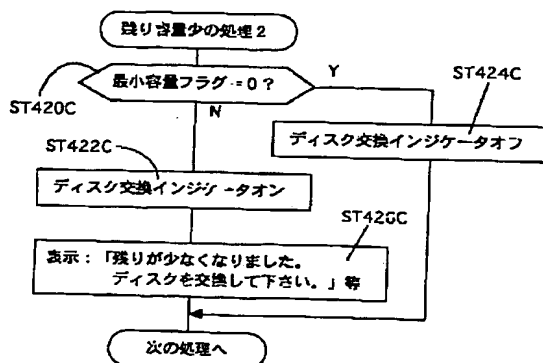 残り容量少の処理2
最小容量フラグ=0?
Y
ST424C
ST420C
N
ディスク交換インジケータオフ
ST422C
ディスク交換インジケータオン
ST426C
表示:「残りが少なくなりました。
ディスクを交換して下さい。」等
次の処理へ